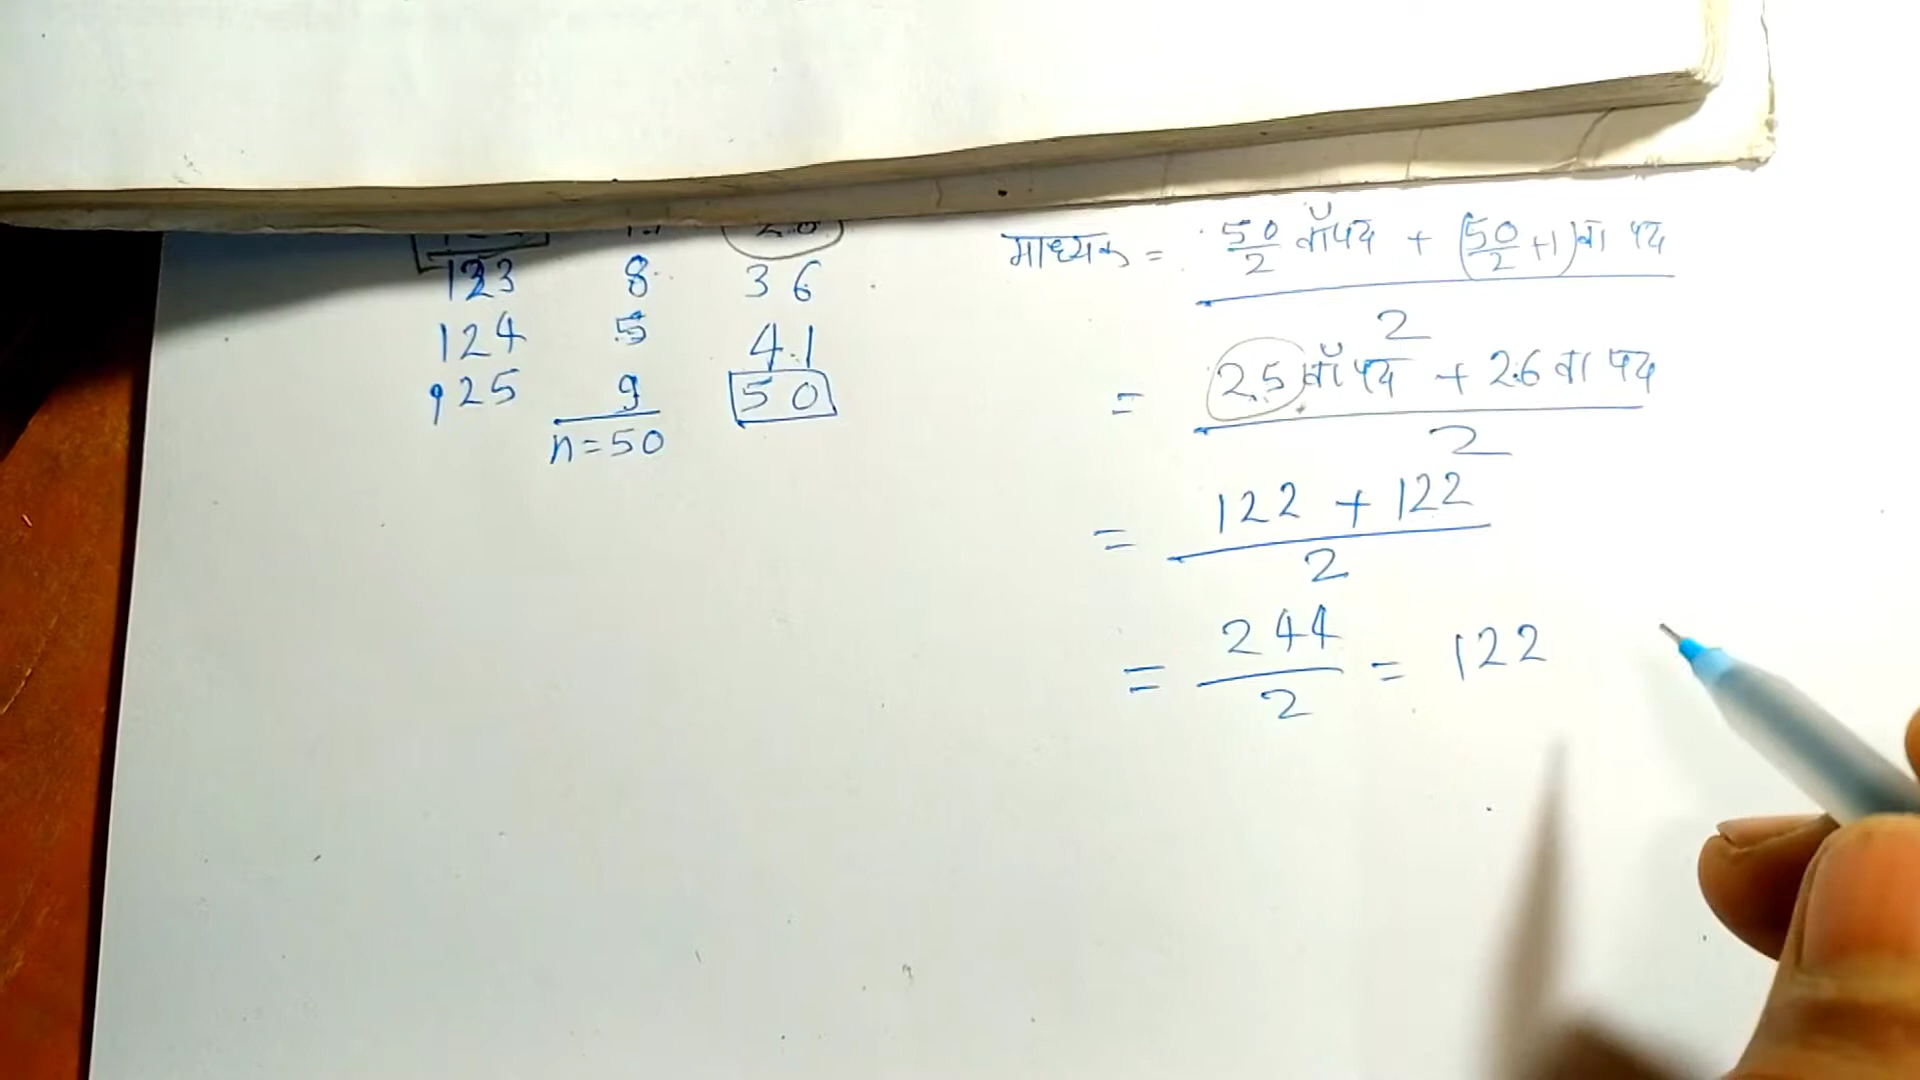 123 8 36
124 5 41
125 9 50
n=50
माध्यक = 50/2 वाँ पद + (50/2 +1) वा पद
2
= 25 वाँ पद + 26 वा पद
2
= 122 + 122
2
= 244/2 = 122